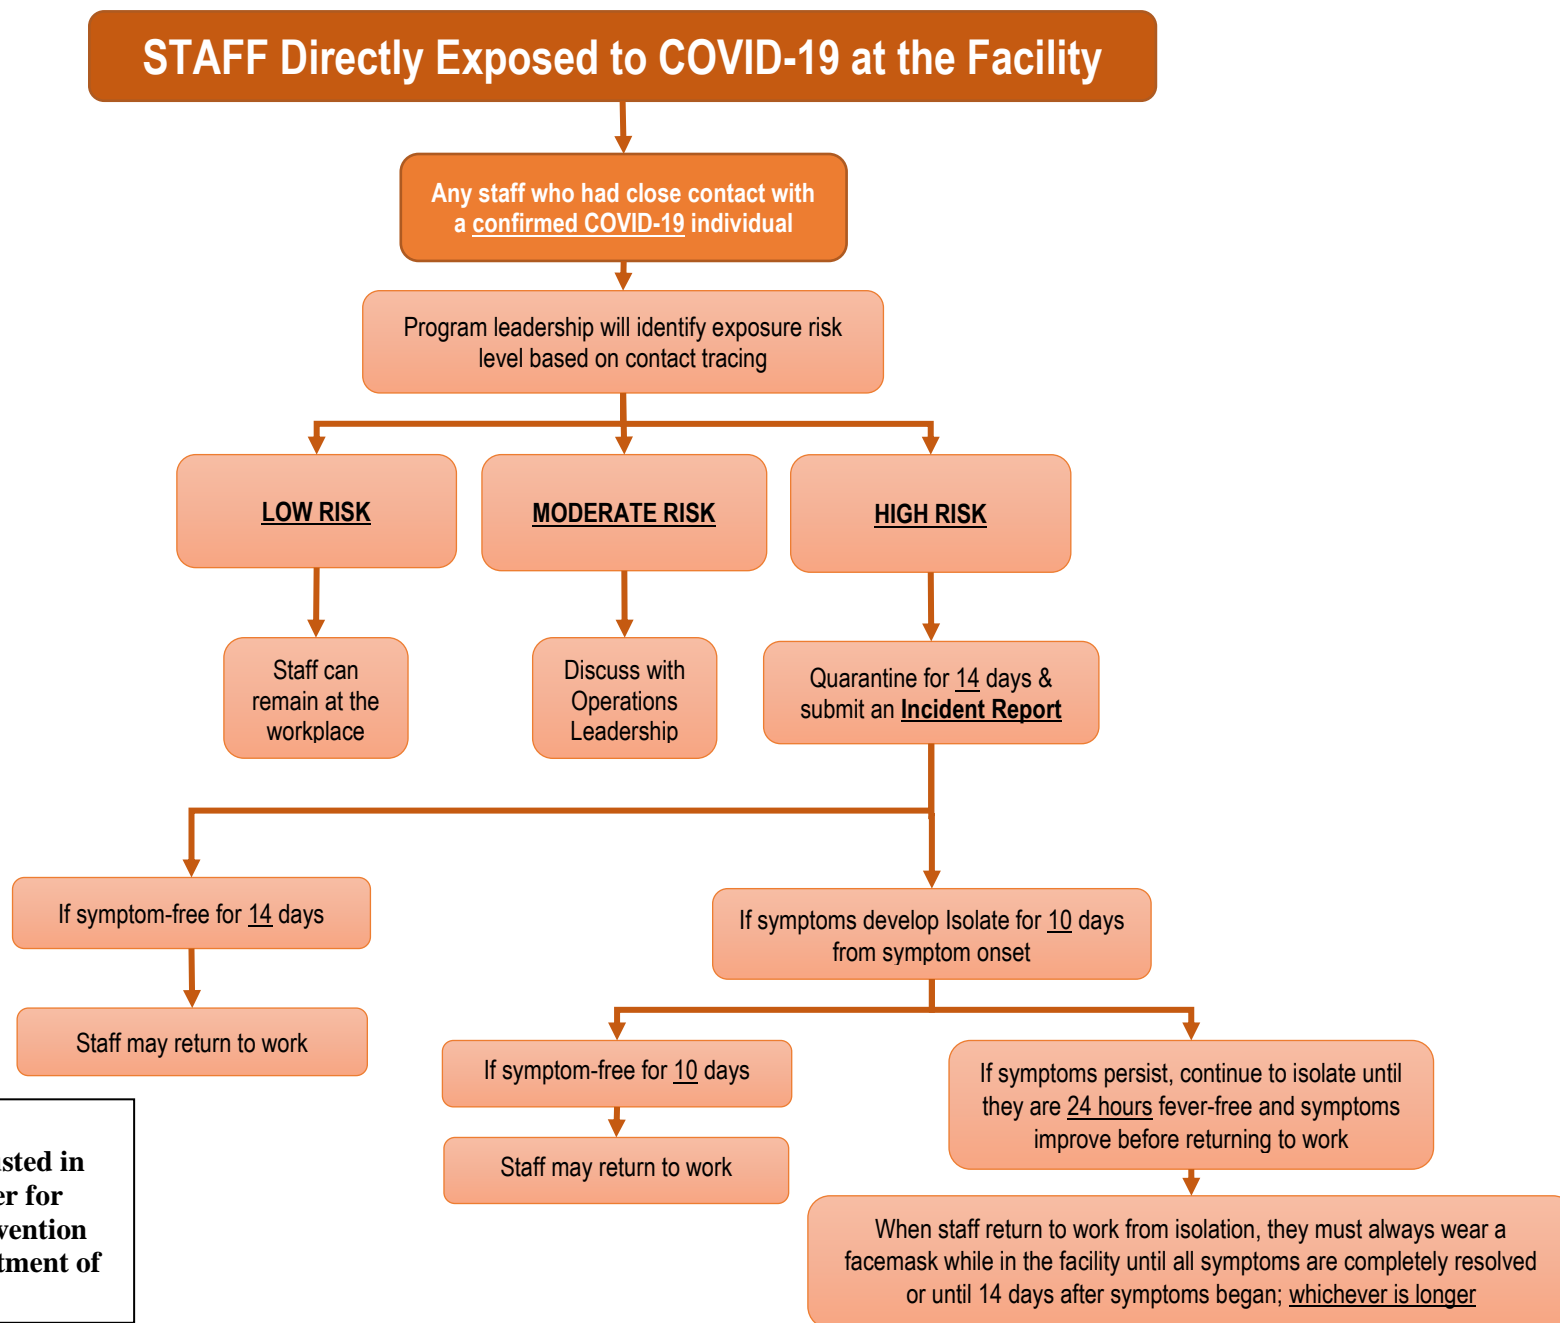 STAFF Directly Exposed to COVID-19 at the Facility
Any staff who had close contact with
a confirmed COVID-19 individual
Program leadership will identify exposure risk
level based on contact tracing
LOW RISK
MODERATE RISK
HIGH RISK
Staff can
remain at the
workplace
Discuss with
Operations
Leadership
Quarantine for 14 days &
submit an Incident Report
If symptom-free for 14 days
Staff may return to work
If symptoms develop Isolate for 10 days
from symptom onset
If symptom-free for 10 days
Staff may return to work
If symptoms persist, continue to isolate until
they are 24 hours fever-free and symptoms
improve before returning to work
When staff return to work from isolation, they must always wear a
facemask while in the facility until all symptoms are completely resolved
or until 14 days after symptoms began; whichever is longer
in
for
of